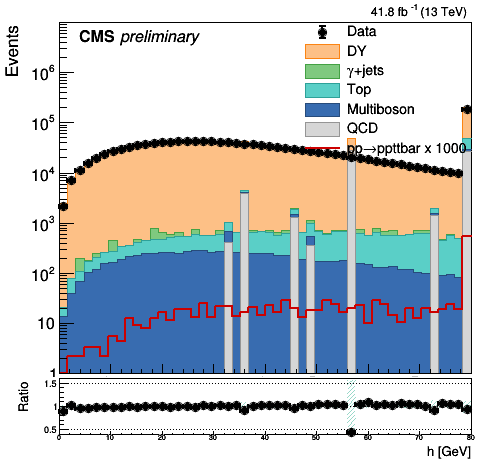 41.8 fb⁻¹ (13 TeV)
CMS preliminary
Events
Data
DY
γ+jets
Top
Multiboson
QCD
pp→ppttbar x 1000
10⁶
10⁵
10⁴
10³
10²
10
1
Ratio
1.5
1
0.5
0 10 20 30 40 50 60 70 80
h [GeV]